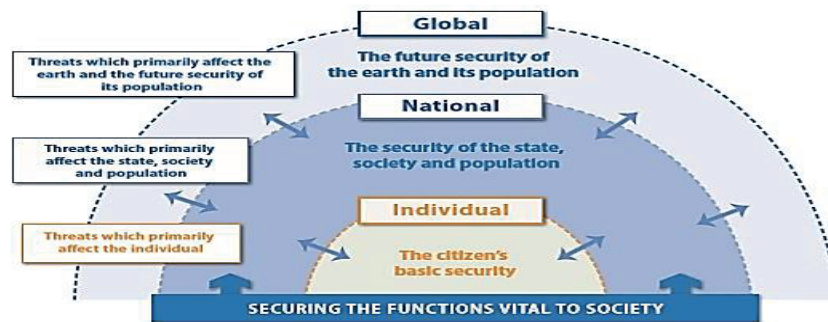 Global
Threats which primarily affect the
earth and the future security of
its population
The future security of
the earth and its population
National
Threats which primarily
affect the state, society
and population
The security of the state,
society and population
Individual
Threats which primarily
affect the individual
The citizen's
basic security
SECURING THE FUNCTIONS VITAL TO SOCIETY